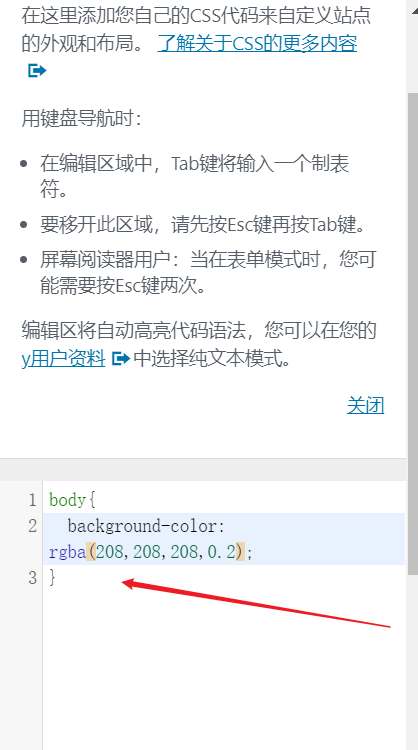 在这里添加您自己的CSS代码来自定义站点
的外观和布局。 了解关于CSS的更多内容
用键盘导航时：
• 在编辑区域中，Tab键将输入一个制表
符。
• 要移开此区域，请先按Esc键再按Tab键。
• 屏幕阅读器用户：当在表单模式时，您可
能需要按Esc键两次。
编辑区将自动高亮代码语法，您可以在您的
y用户资料 中选择纯文本模式。
关闭
1 body{
2 background-color:
rgba(208,208,208,0.2);
3 }